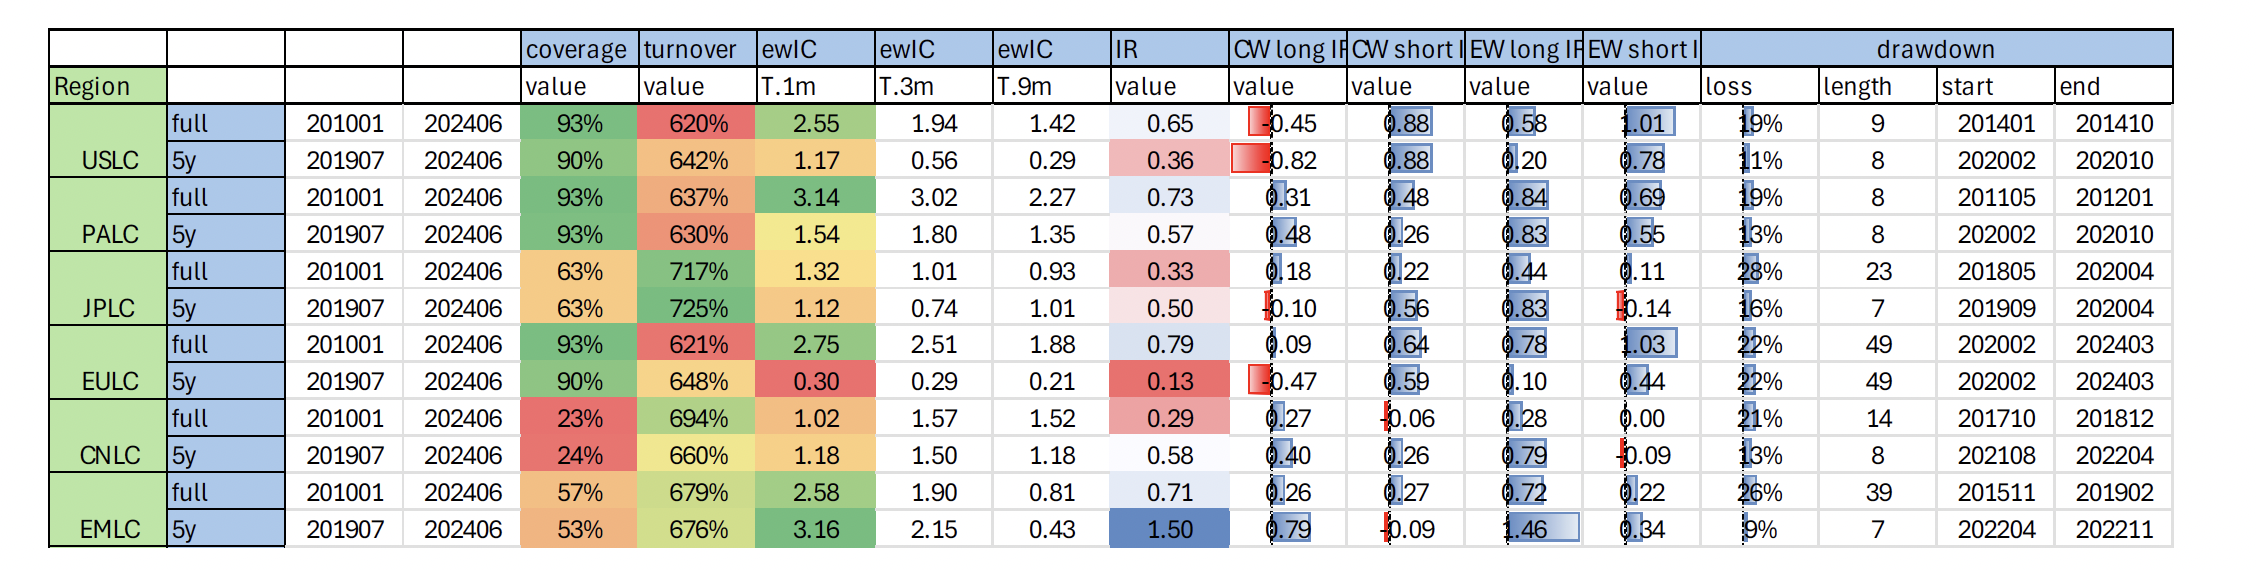 coverage turnover ewIC ewIC ewIC IR CW long IR CW short I EW long IR EW short I drawdown
Region value value T.1m T.3m T.9m value value value value value loss length start end
full 201001 202406 93% 620% 2.55 1.94 1.42 0.65 -0.45 0.88 0.58 1.01 19% 9 201401 201410
USLC 5y 201907 202406 90% 642% 1.17 0.56 0.29 0.36 -0.82 0.88 0.20 0.78 11% 8 202002 202010
full 201001 202406 93% 637% 3.14 3.02 2.27 0.73 0.31 0.48 0.84 0.69 19% 8 201105 201201
PALC 5y 201907 202406 93% 630% 1.54 1.80 1.35 0.57 0.48 0.26 0.83 0.55 13% 8 202002 202010
full 201001 202406 63% 717% 1.32 1.01 0.93 0.33 0.18 0.22 0.44 0.11 28% 23 201805 202004
JPLC 5y 201907 202406 63% 725% 1.12 0.74 1.01 0.50 -0.10 0.56 0.83 -0.14 16% 7 201909 202004
full 201001 202406 93% 621% 2.75 2.51 1.88 0.79 0.09 0.64 0.78 1.03 22% 49 202002 202403
EULC 5y 201907 202406 90% 648% 0.30 0.29 0.21 0.13 -0.47 0.59 0.10 0.44 22% 49 202002 202403
full 201001 202406 23% 694% 1.02 1.57 1.52 0.29 0.27 -0.06 0.28 0.00 21% 14 201710 201812
CNLC 5y 201907 202406 24% 660% 1.18 1.50 1.18 0.58 0.40 0.26 0.79 -0.09 13% 8 202108 202204
full 201001 202406 57% 679% 2.58 1.90 0.81 0.71 0.26 0.27 0.72 0.22 26% 39 201511 201902
EMLC 5y 201907 202406 53% 676% 3.16 2.15 0.43 1.50 0.79 -0.09 1.46 0.34 9% 7 202204 202211